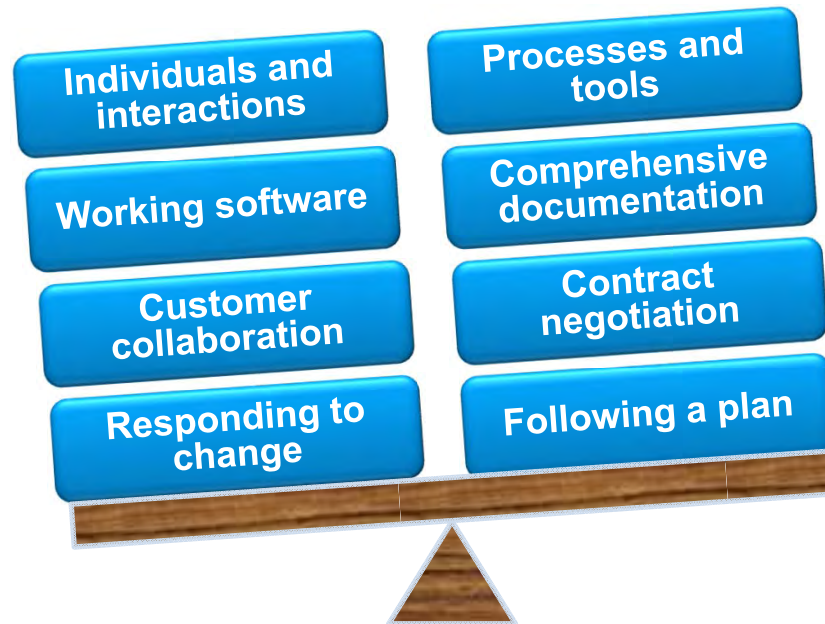 Individuals and
interactions
Processes and
tools
Working software
Comprehensive
documentation
Customer
collaboration
Contract
negotiation
Responding to
change
Following a plan